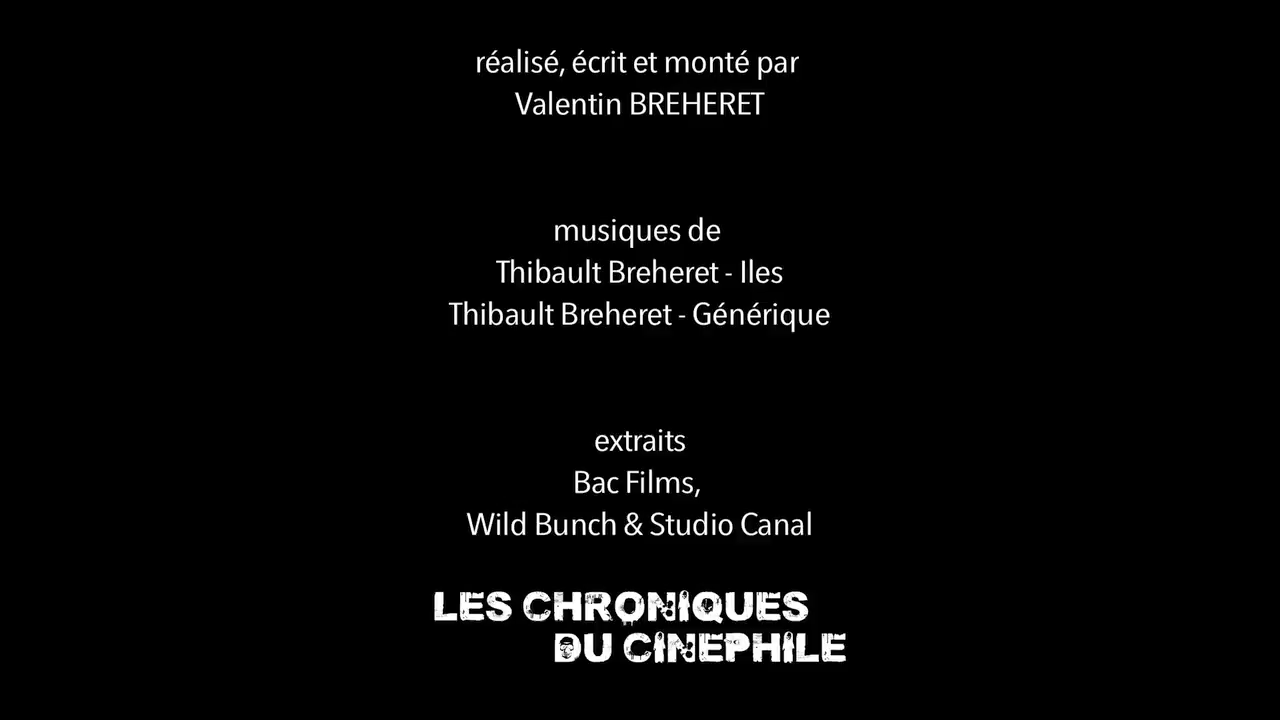 réalisé, écrit et monté par
Valentin BREHERET
musiques de
Thibault Breheret - Iles
Thibault Breheret - Générique
extraits
Bac Films,
Wild Bunch & Studio Canal
LES CHRONIQUES
DU CINEPHILE